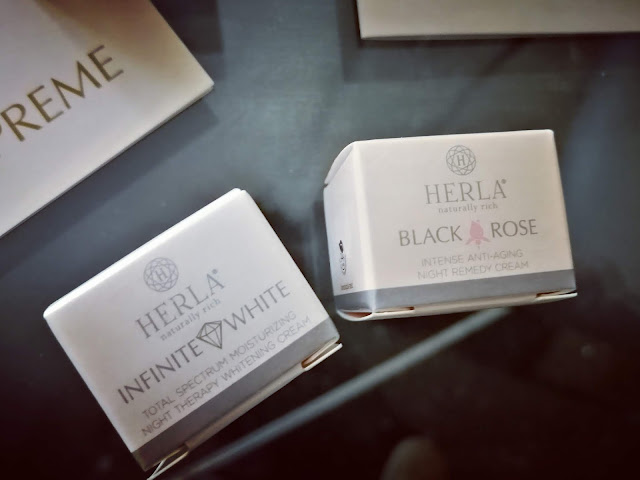 PREME
H
HERLA®
naturally rich
BLACK ROSE
INTENSE ANTI-AGING
NIGHT REMEDY CREAM
HERLA®
naturally rich
INFINITE WHITE
TOTAL SPECTRUM MOISTURIZING
NIGHT THERAPY WHITENING CREAM